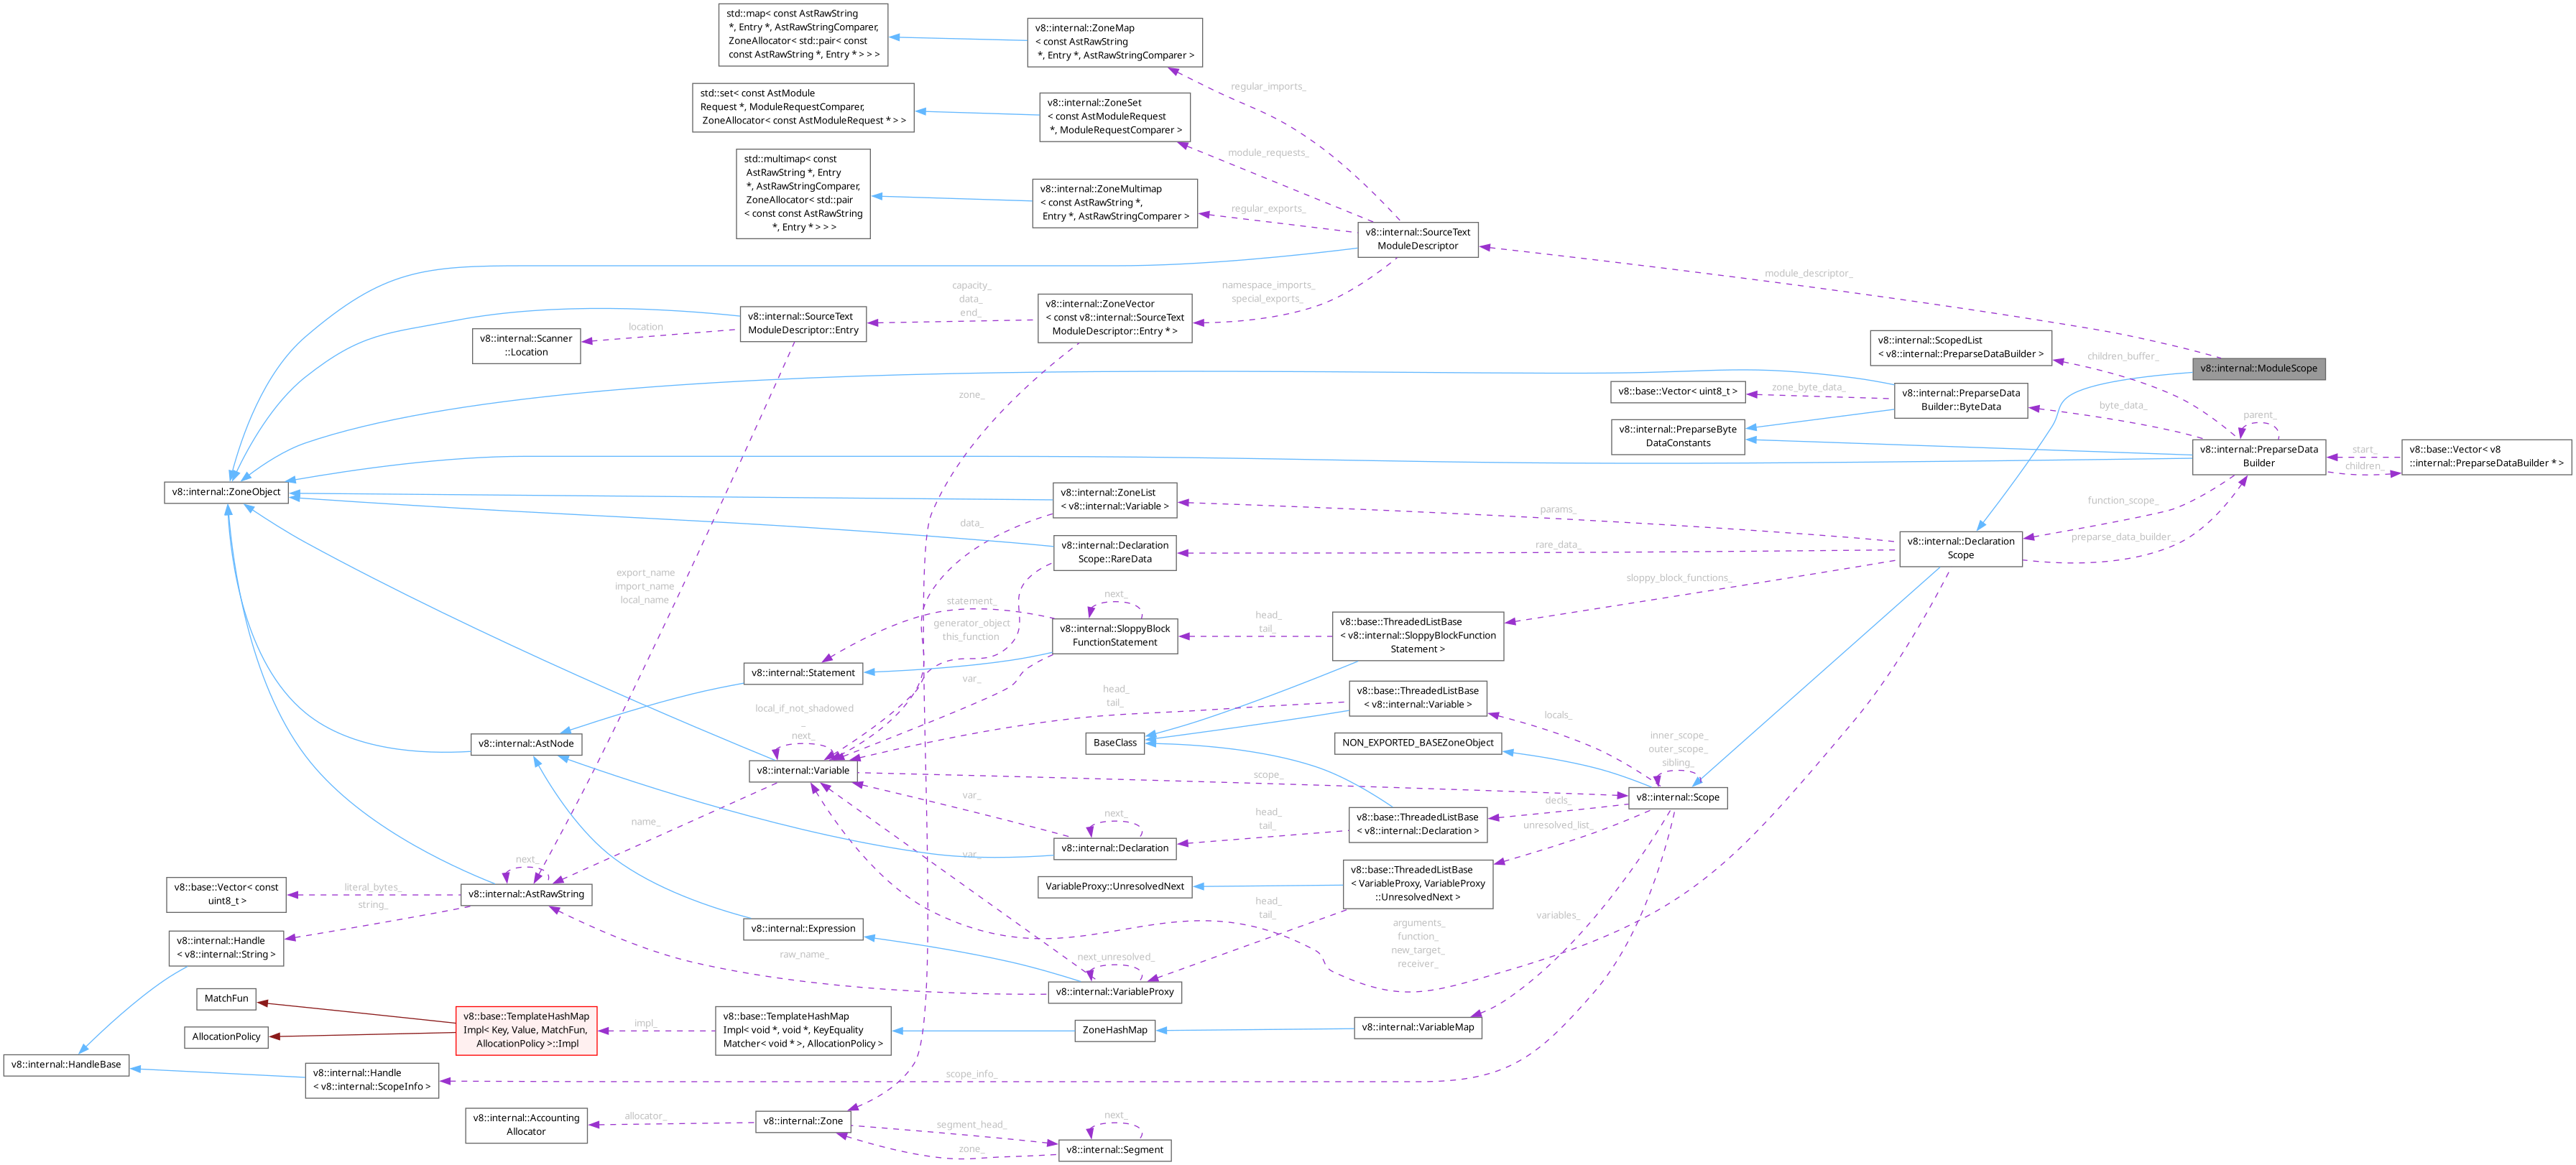 std::map< const AstRawString
*, Entry *, AstRawStringComparer,
ZoneAllocator< std::pair< const
const AstRawString *, Entry * > > >
v8::internal::ZoneMap
< const AstRawString
*, Entry *, AstRawStringComparer >
regular_imports_
std::set< const AstModule
Request *, ModuleRequestComparer,
ZoneAllocator< const AstModuleRequest * > >
v8::internal::ZoneSet
< const AstModuleRequest
*, ModuleRequestComparer >
module_requests_
std::multimap< const
AstRawString *, Entry
*, AstRawStringComparer,
ZoneAllocator< std::pair
< const const AstRawString
*, Entry * > > >
v8::internal::ZoneMultimap
< const AstRawString *,
Entry *, AstRawStringComparer >
regular_exports_
v8::internal::SourceText
ModuleDescriptor
module_descriptor_
namespace_imports_
special_exports_
capacity_
data_
end_
v8::internal::ZoneVector
< const v8::internal::SourceText
ModuleDescriptor::Entry * >
v8::internal::SourceText
ModuleDescriptor::Entry
location
v8::internal::Scanner
::Location
v8::internal::ScopedList
< v8::internal::PreparseDataBuilder >
children_buffer_
v8::internal::ModuleScope
zone_
v8::base::Vector< uint8_t >
zone_byte_data_
v8::internal::PreparseData
Builder::ByteData
byte_data_
parent_
v8::internal::PreparseByte
DataConstants
v8::internal::PreparseData
Builder
start_
children_
v8::base::Vector< v8
::internal::PreparseDataBuilder * >
v8::internal::ZoneObject
v8::internal::ZoneList
< v8::internal::Variable >
params_
function_scope_
data_
v8::internal::Declaration
Scope::RareData
rare_data_
v8::internal::Declaration
Scope
preparse_data_builder_
export_name
import_name
local_name
sloppy_block_functions_
statement_
next_
generator_object
this_function
v8::internal::SloppyBlock
FunctionStatement
head_
tail_
v8::base::ThreadedListBase
< v8::internal::SloppyBlockFunction
Statement >
v8::internal::Statement
var_
head_
tail_
v8::base::ThreadedListBase
< v8::internal::Variable >
locals_
local_if_not_shadowed
_
next_
v8::internal::AstNode
BaseClass
NON_EXPORTED_BASEZoneObject
inner_scope_
outer_scope_
sibling_
v8::internal::Variable
scope_
v8::internal::Scope
var_
next_
head_
tail_
v8::base::ThreadedListBase
< v8::internal::Declaration >
decls_
name_
v8::internal::Declaration
unresolved_list_
var_
next_
v8::base::Vector< const
uint8_t >
literal_bytes_
v8::internal::AstRawString
VariableProxy::UnresolvedNext
v8::base::ThreadedListBase
< VariableProxy, VariableProxy
::UnresolvedNext >
string_
head_
tail_
variables_
v8::internal::Handle
< v8::internal::String >
v8::internal::Expression
arguments_
function_
new_target_
receiver_
raw_name_
next_unresolved_
v8::internal::VariableProxy
MatchFun
AllocationPolicy
v8::base::TemplateHashMap
Impl< Key, Value, MatchFun,
AllocationPolicy >::Impl
impl_
v8::base::TemplateHashMap
Impl< void *, void *, KeyEquality
Matcher< void * >, AllocationPolicy >
ZoneHashMap
v8::internal::VariableMap
v8::internal::HandleBase
v8::internal::Handle
< v8::internal::ScopeInfo >
scope_info_
v8::internal::Accounting
Allocator
allocator_
v8::internal::Zone
segment_head_
zone_
next_
v8::internal::Segment